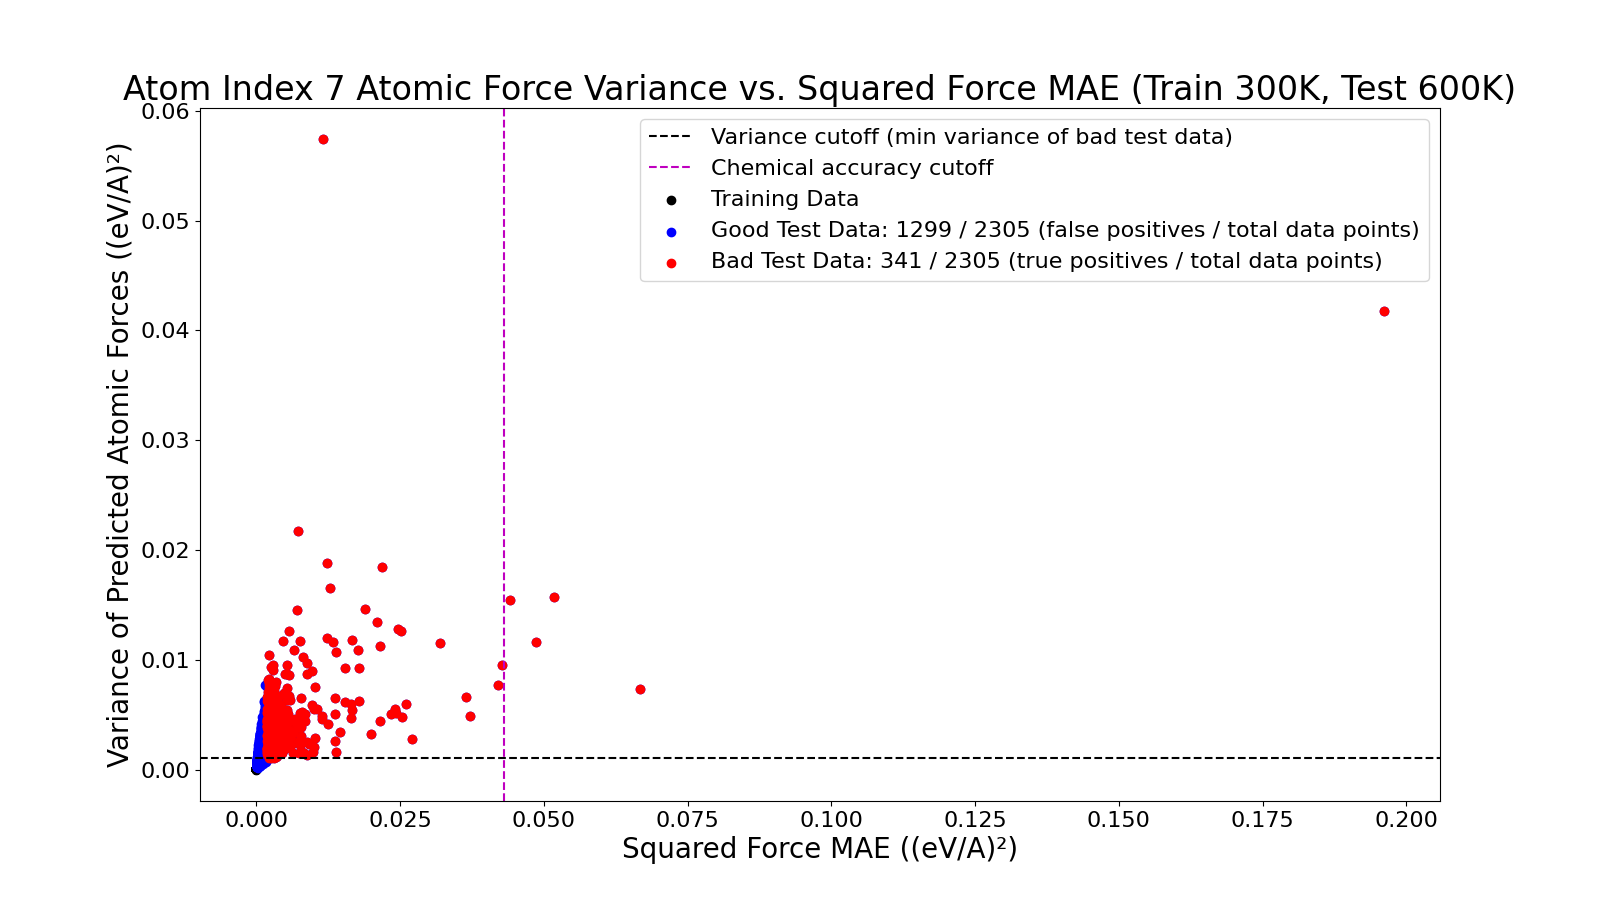 Atom Index 7 Atomic Force Variance vs. Squared Force MAE (Train 300K, Test 600K)
Variance of Predicted Atomic Forces ((eV/A)²)
0.06
0.05
0.04
0.03
0.02
0.01
0.00
Variance cutoff (min variance of bad test data)
Chemical accuracy cutoff
Training Data
Good Test Data: 1299 / 2305 (false positives / total data points)
Bad Test Data: 341 / 2305 (true positives / total data points)
0.000 0.025 0.050 0.075 0.100 0.125 0.150 0.175 0.200
Squared Force MAE ((eV/A)²)